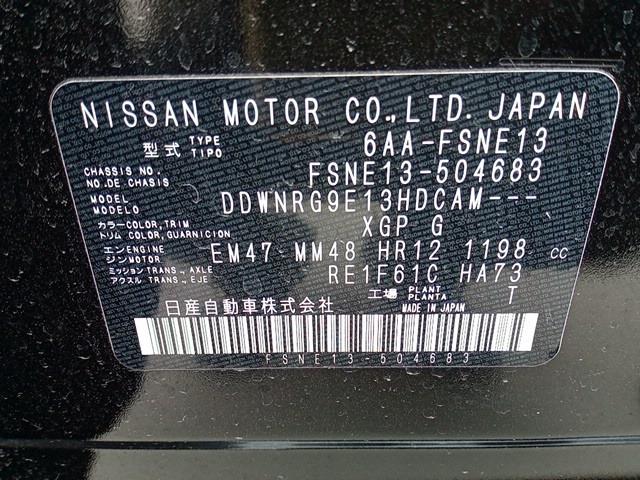 NISSAN MOTOR CO.,LTD. JAPAN
型式 TYPE TIPO 6AA-FSNE13
CHASSIS NO. NO.DE CHASIS FSNE13-504683
MODEL MODELO DDWNRG9E13HDCAM---
カラー COLOR,TRIM トリム COLOR,GUARNICION XGP G
エンジン ENGINE MOTOR EM47-MM48 HR12 1198 CC
ミッション TRANS.,AXLE アクスル TRANS.,EJE RE1F61C HA73
工場 PLANT PLANTA T
日産自動車株式会社 MADE IN JAPAN
FSNE13-504683